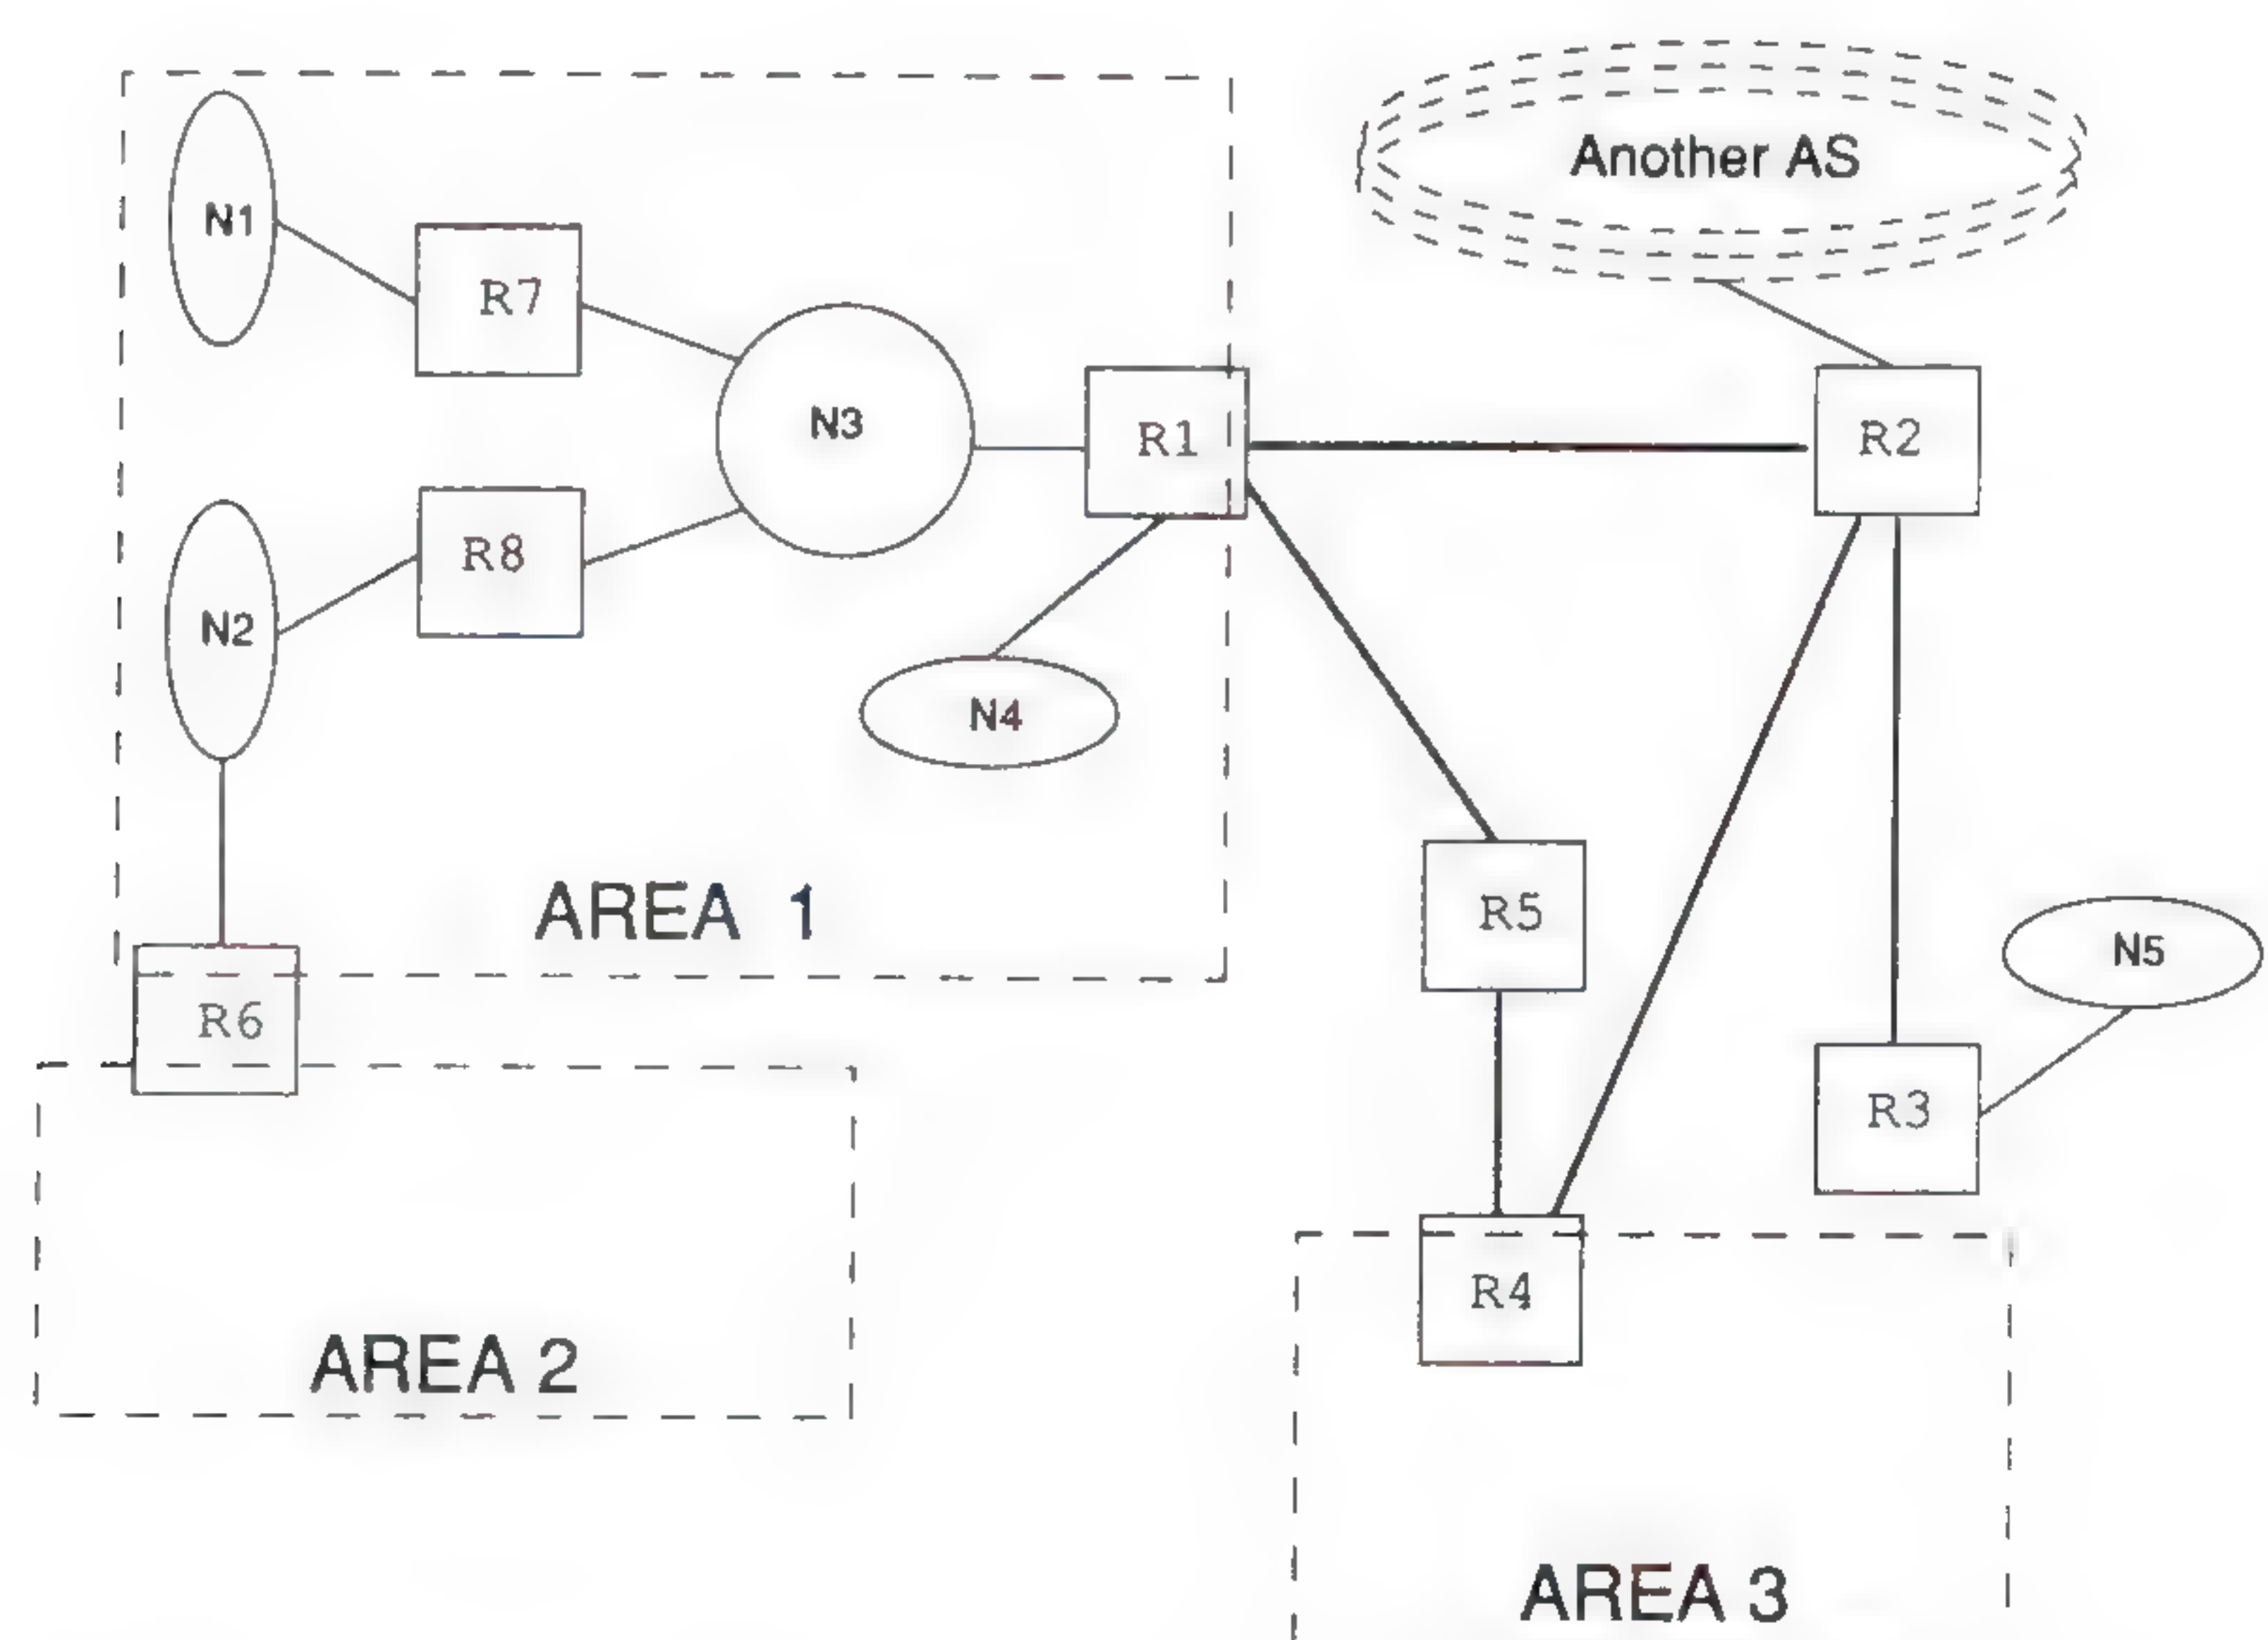 Another AS
N1
R7
N3
R1
R2
R8
N2
N4
AREA 1
R5
N5
R6
R3
R4
AREA 2
AREA 3